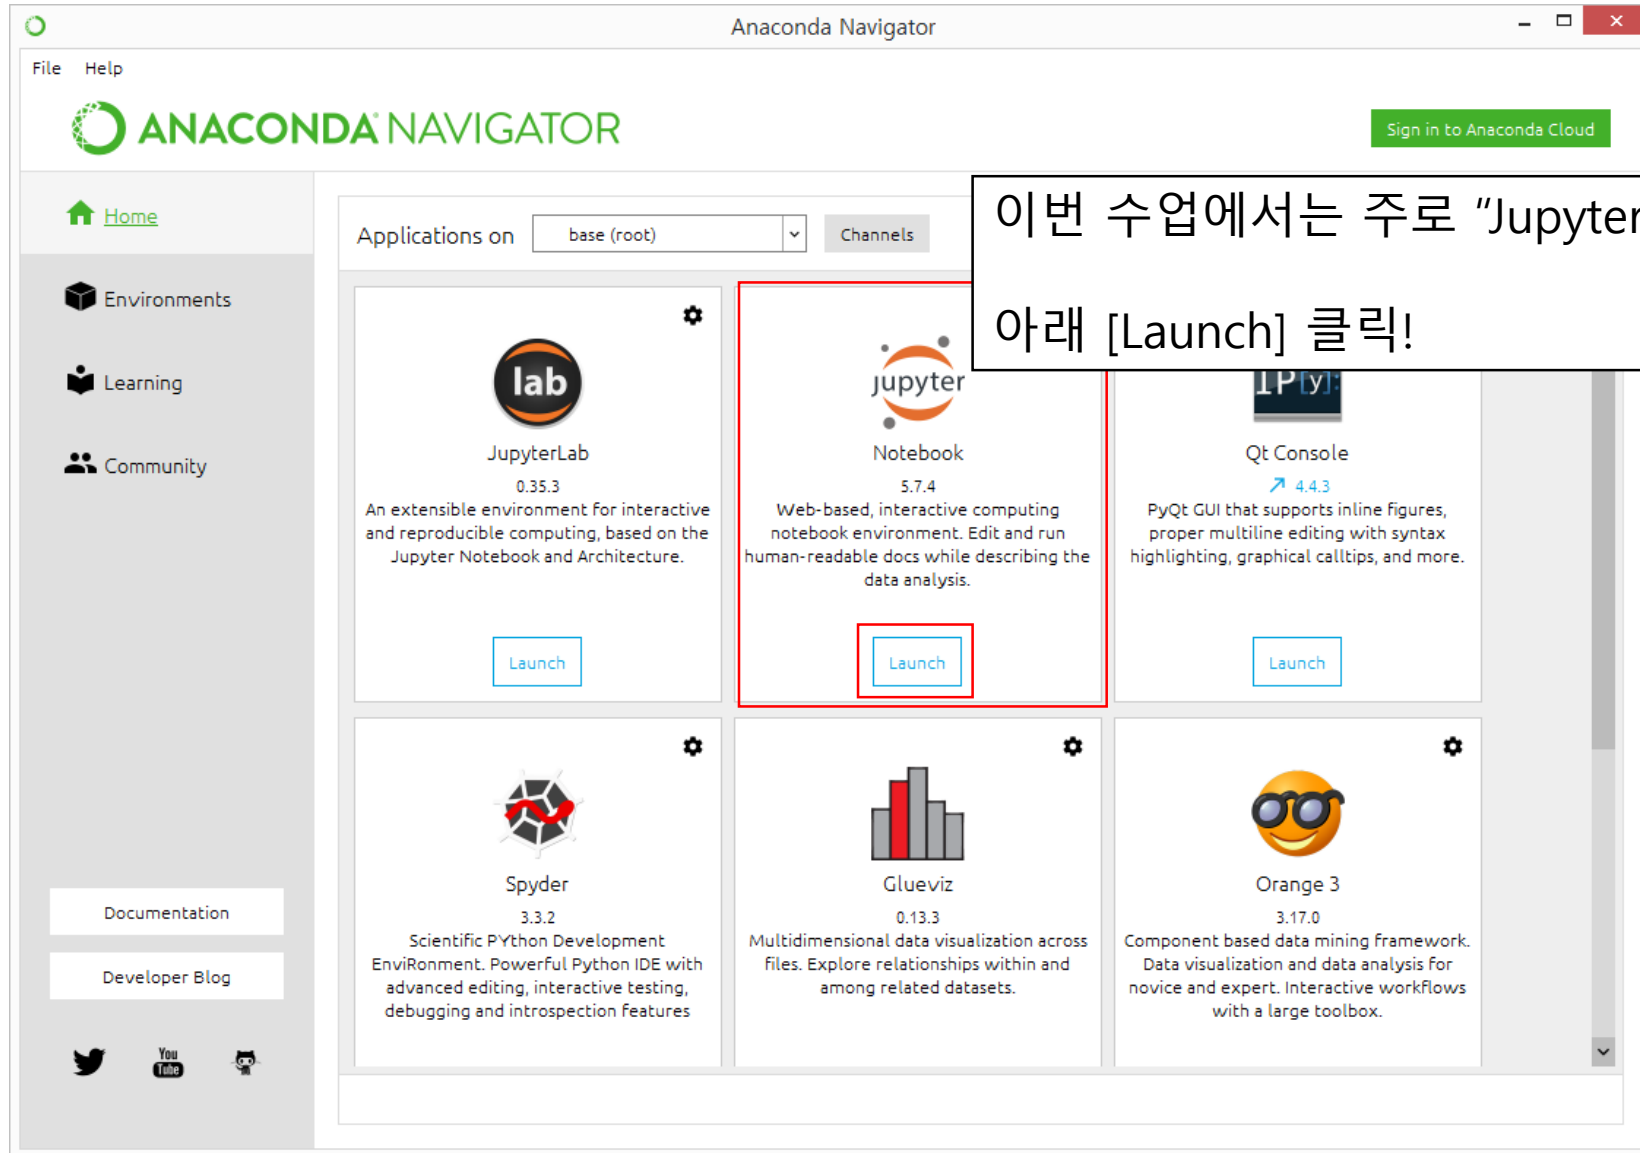 Anaconda Navigator
File Help
ANACONDA NAVIGATOR
Sign in to Anaconda Cloud
이번 수업에서는 주로 “Jupyter
아래 [Launch] 클릭!
Home
Environments
Learning
Community
Documentation
Developer Blog
You
Tube
Applications on base (root) Channels
lab
JupyterLab
0.35.3
An extensible environment for interactive
and reproducible computing, based on the
Jupyter Notebook and Architecture.
Launch
jupyter
Notebook
5.7.4
Web-based, interactive computing
notebook environment. Edit and run
human-readable docs while describing the
data analysis.
Launch
IP[y]:
Qt Console
4.4.3
PyQt GUI that supports inline figures,
proper multiline editing with syntax
highlighting, graphical calltips, and more.
Launch
Spyder
3.3.2
Scientific PYthon Development
EnviRonment. Powerful Python IDE with
advanced editing, interactive testing,
debugging and introspection features
Glueviz
0.13.3
Multidimensional data visualization across
files. Explore relationships within and
among related datasets.
Orange 3
3.17.0
Component based data mining framework.
Data visualization and data analysis for
novice and expert. Interactive workflows
with a large toolbox.